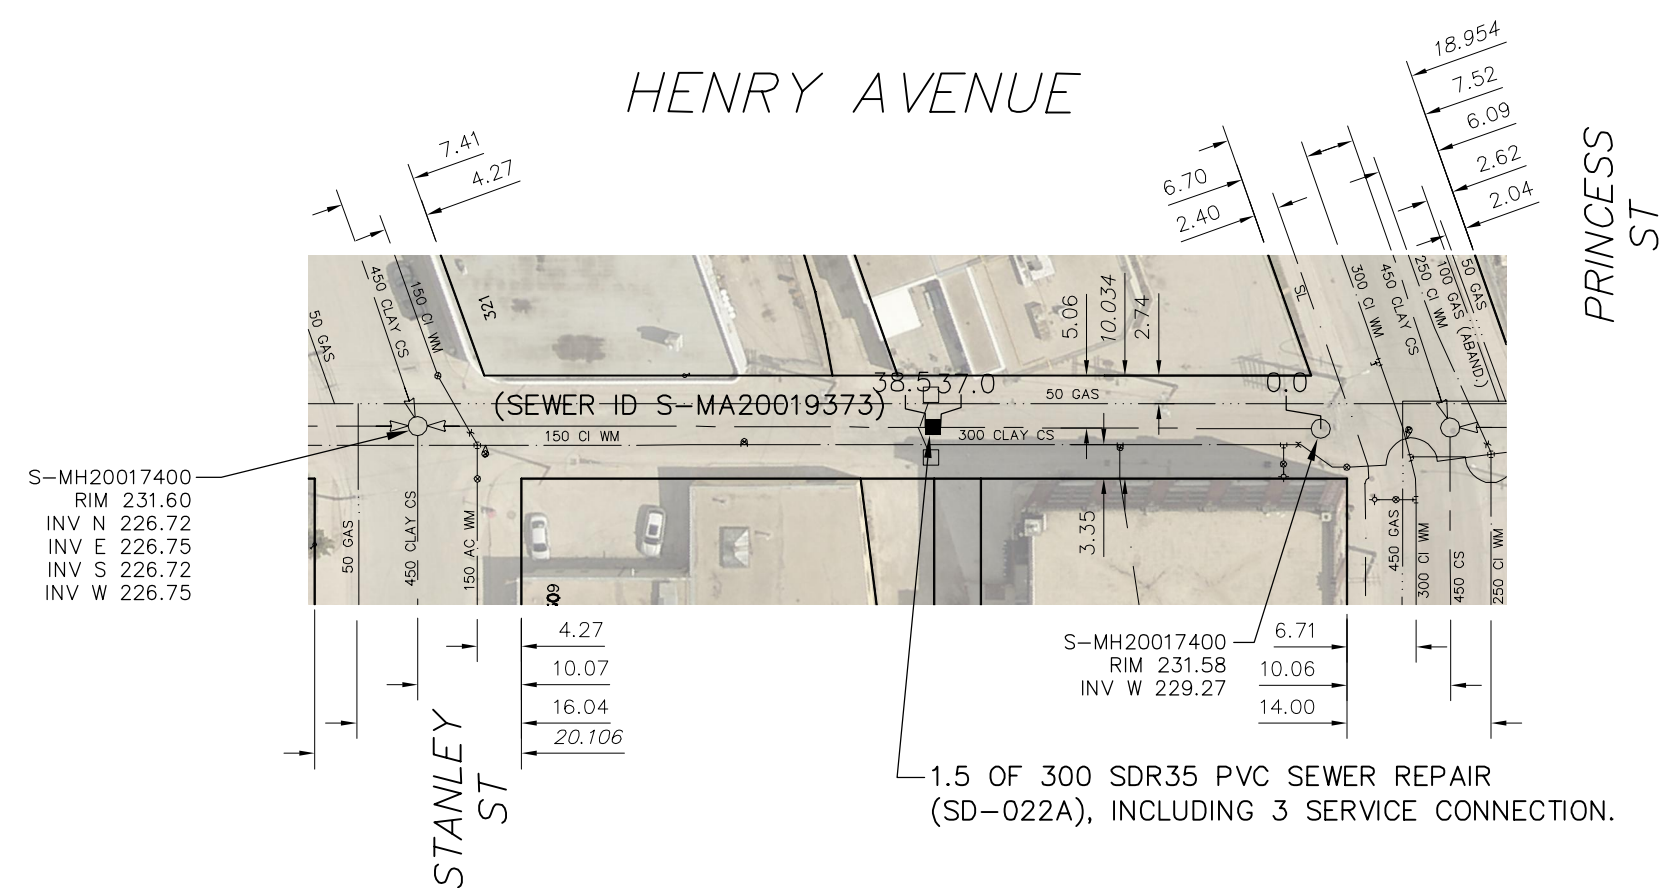 HENRY AVENUE
18.954
7.52
6.09
2.62
2.04
PRINCESS
ST
7.41
4.27
6.70
2.40
450 CLAY CS
150 CI WM
50 GAS
321
SL
300 CI WM
450 CLAY CS
250 CI WM
100 GAS (ABAND.)
50 GAS
5.06
10.034
2.74
38.5
37.0
0.0
50 GAS
(SEWER ID S-MA20019373)
150 CI WM
300 CLAY CS
S-MH20017400
RIM 231.60
INV N 226.72
INV E 226.75
INV S 226.72
INV W 226.75
50 GAS
450 CLAY CS
150 AC WM
3.35
450 GAS
300 CI WM
450 CS
250 CI WM
4.27
10.07
16.04
20.106
S-MH20017400
RIM 231.58
INV W 229.27
6.71
10.06
14.00
STANLEY
ST
1.5 OF 300 SDR35 PVC SEWER REPAIR
(SD-022A), INCLUDING 3 SERVICE CONNECTION.